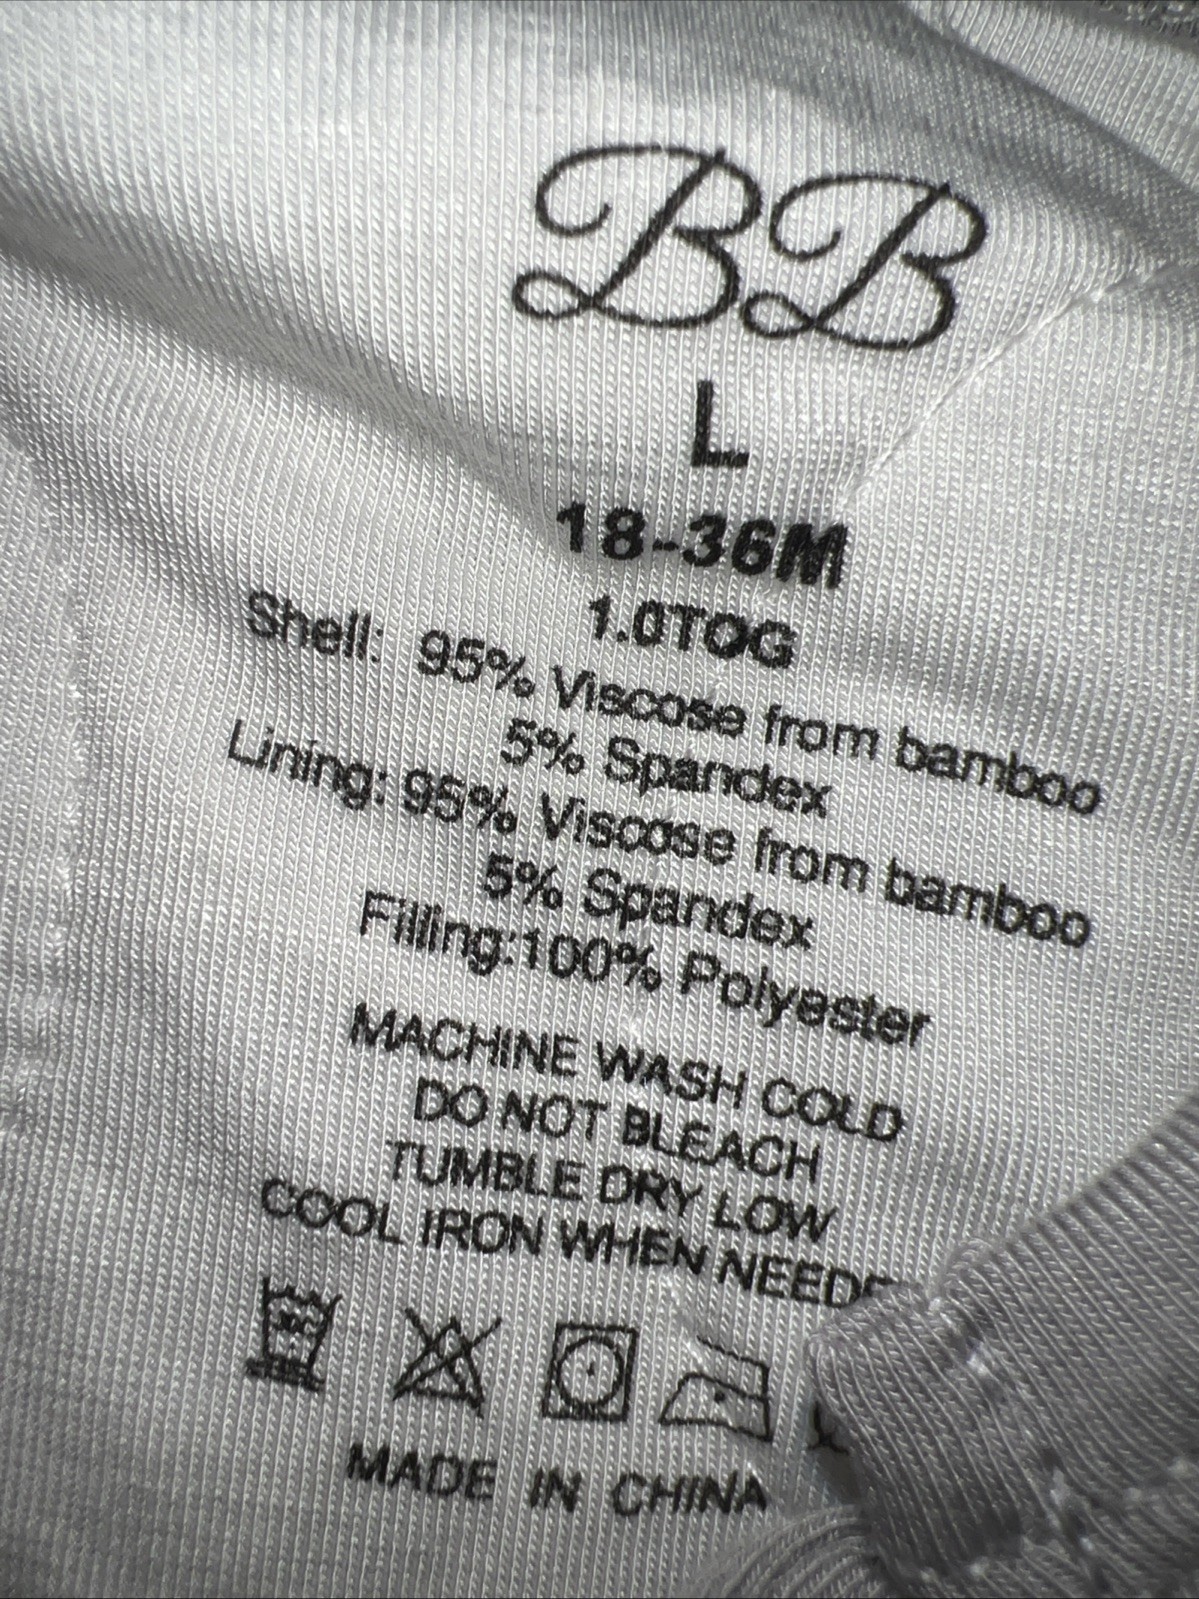 BB
L
18-36M
1.0TOG
Shell: 95% Viscose from bamboo
5% Spandex
Lining: 95% Viscose from bamboo
5% Spandex
Filling:100% Polyester
MACHINE WASH COLD
DO NOT BLEACH
TUMBLE DRY LOW
COOL IRON WHEN NEEDE
MADE IN CHINA